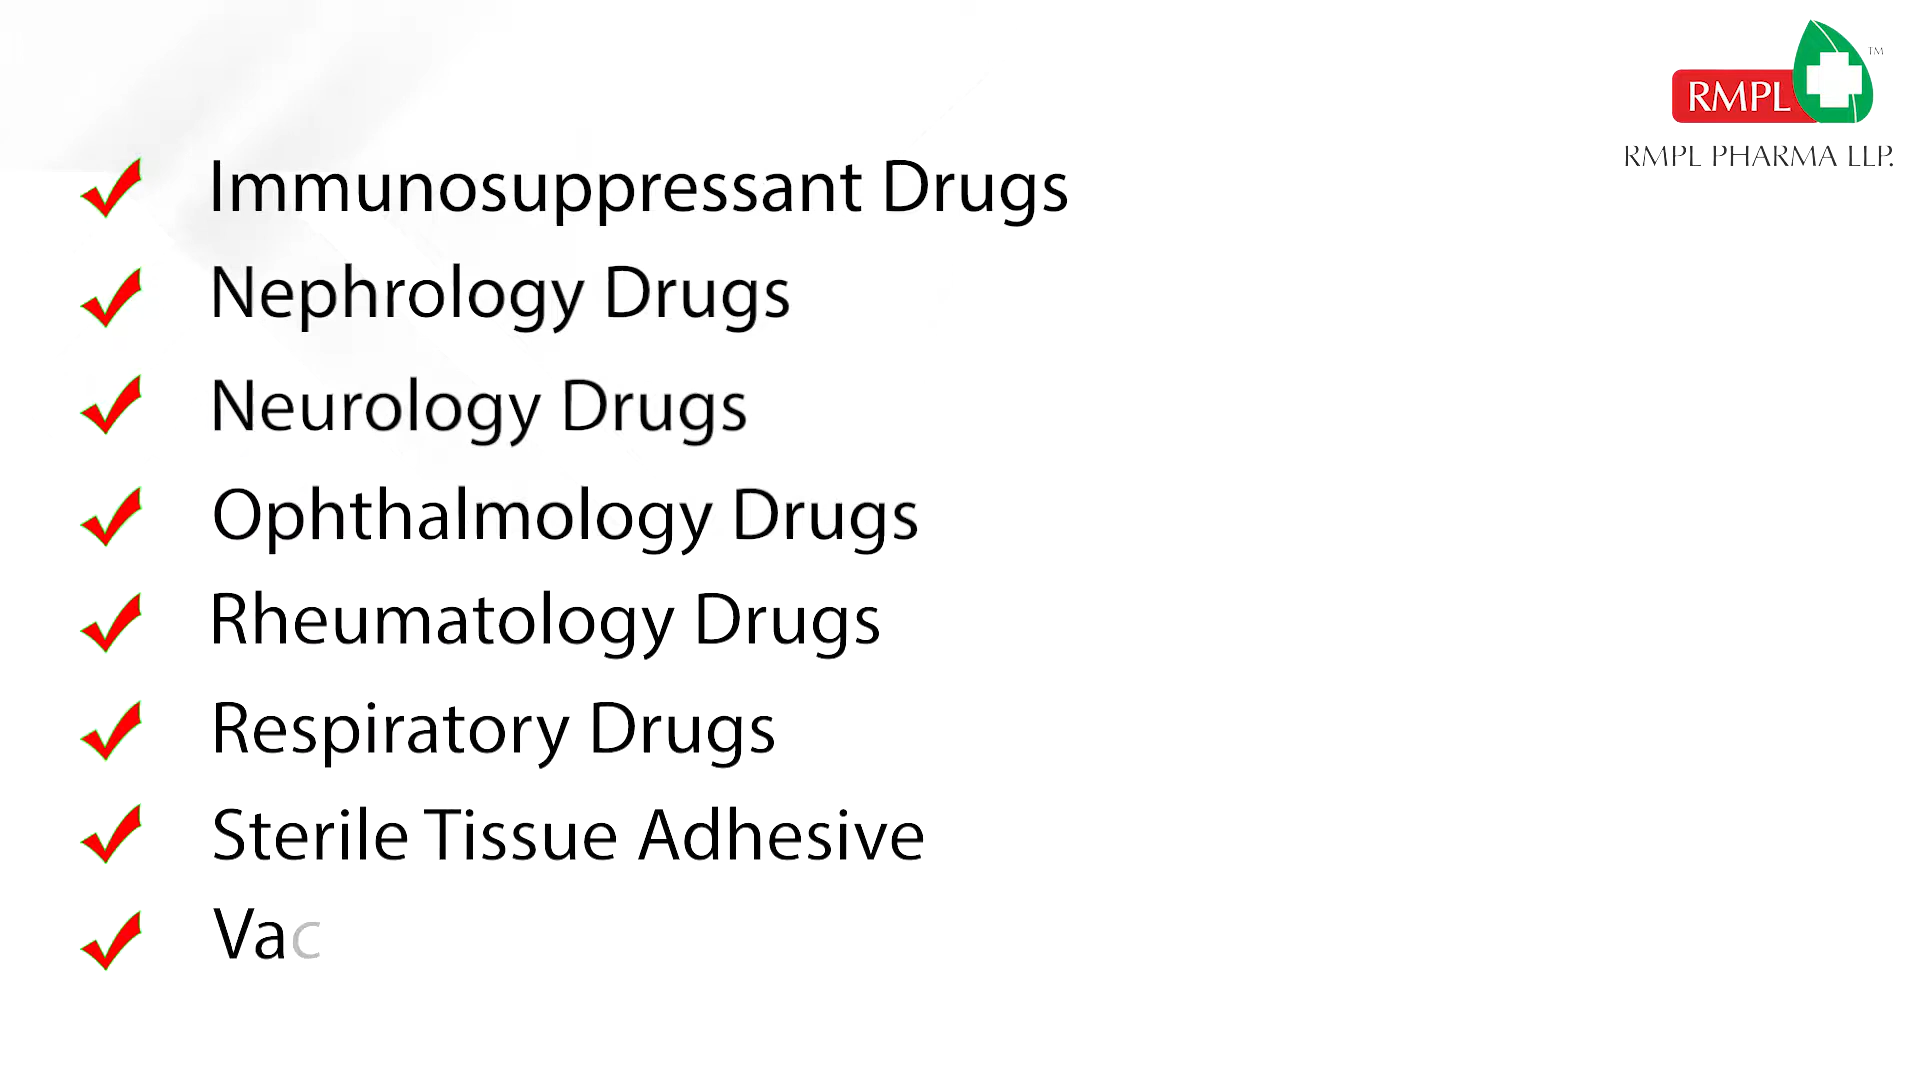 RMPL
TM
RMPL PHARMA LLP.
Immunosuppressant Drugs
Nephrology Drugs
Neurology Drugs
Ophthalmology Drugs
Rheumatology Drugs
Respiratory Drugs
Sterile Tissue Adhesive
Vac